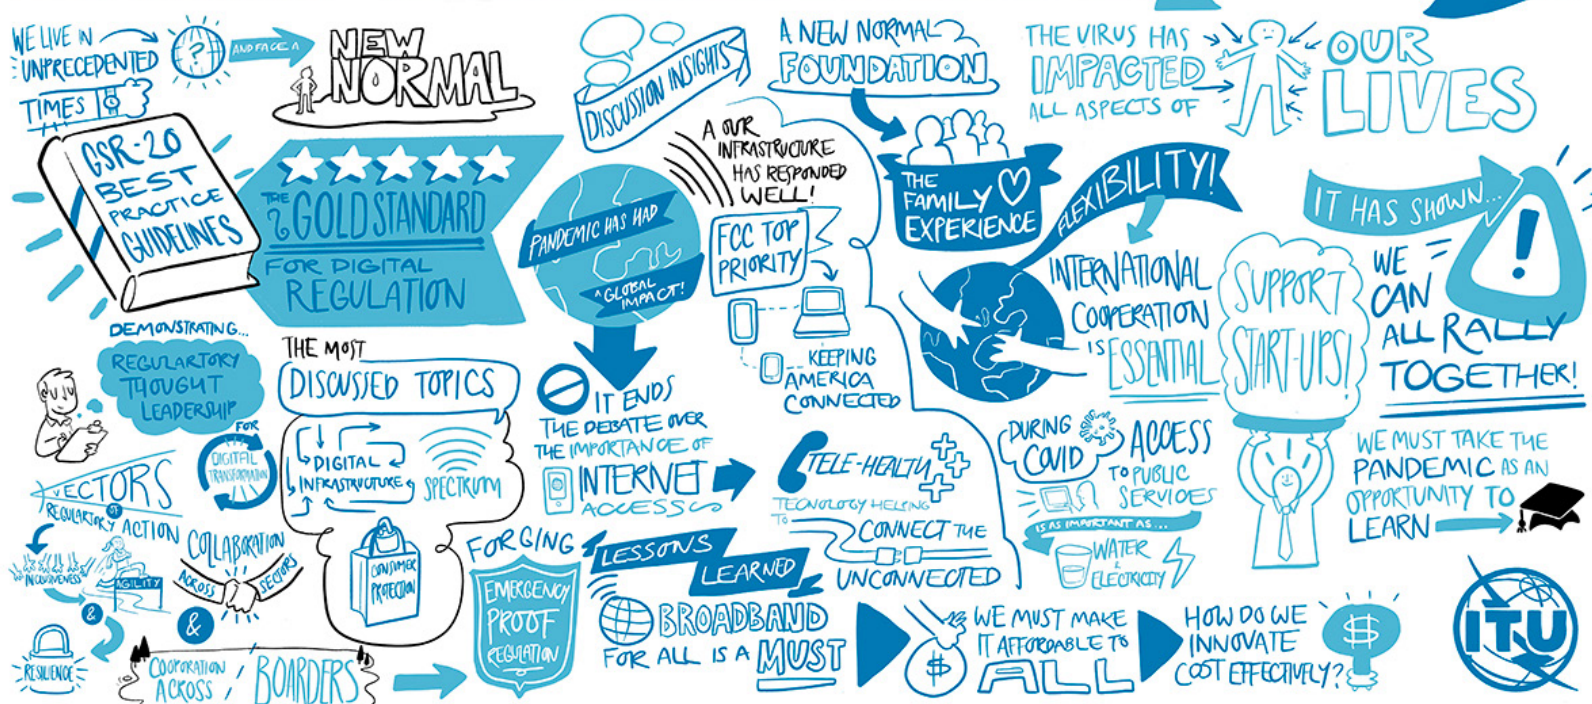 WE LIVE IN
UNPRECEDENTED
TIMES
?
AND FACE A
NEW
NORMAL
GSR-20
BEST
PRACTICE
GUIDELINES
THE
GOLD STANDARD
FOR DIGITAL
REGULATION
DEMONSTRATING...
REGULARTORY
THOUGHT
LEADERSHIP
FOR
DIGITAL
TRANSFORMATION
VECTORS
OF
REGULARTORY ACTION
INCLUSIVENESS
AGILITY
&
RESILIENCE
COLLABORATION
ACROSS
SECTORS
&
COOPORATION
ACROSS
BOARDERS
THE MOST
DISCUSSED TOPICS
DIGITAL
INFRASTRUCTURE
SPECTRUM
CONSUMER
PROTECTION
FORGING
EMERGENCY
PROOF
REGULATION
DISCUSSION INSIGHTS
PANDEMIC HAS HAD
A GLOBAL
IMPACT!
IT ENDS
THE DEBATE OVER
THE IMPORTANCE OF
INTERNET
ACCESS
A OUR
INFRASTRUCTURE
HAS RESPONDED
WELL!
FCC TOP
PRIORITY
KEEPING
AMERICA
CONNECTED
TELE-HEALTH
TECNOLOGY HELPING
TO
CONNECT THE
UNCONNECTED
LESSONS
LEARNED
BROADBAND
FOR ALL IS A MUST
$
WE MUST MAKE
IT AFFORDABLE TO
ALL
HOW DO WE
INNOVATE
COST EFFECTIVELY?
$
A NEW NORMAL
FOUNDATION
THE
FAMILY
EXPERIENCE
FLEXIBILITY!
INTERNATIONAL
COOPERATION
IS ESSENTIAL
DURING
COVID
ACCESS
TO PUBLIC
SERVICES
IS AS IMPORTANT AS...
WATER
&
ELECTRICITY
THE VIRUS HAS
IMPACTED
ALL ASPECTS OF
OUR
LIVES
SUPPORT
START-UPS!
IT HAS SHOWN...
!
WE
CAN
ALL RALLY
TOGETHER!
WE MUST TAKE THE
PANDEMIC AS AN
OPPORTUNITY TO
LEARN
ITU